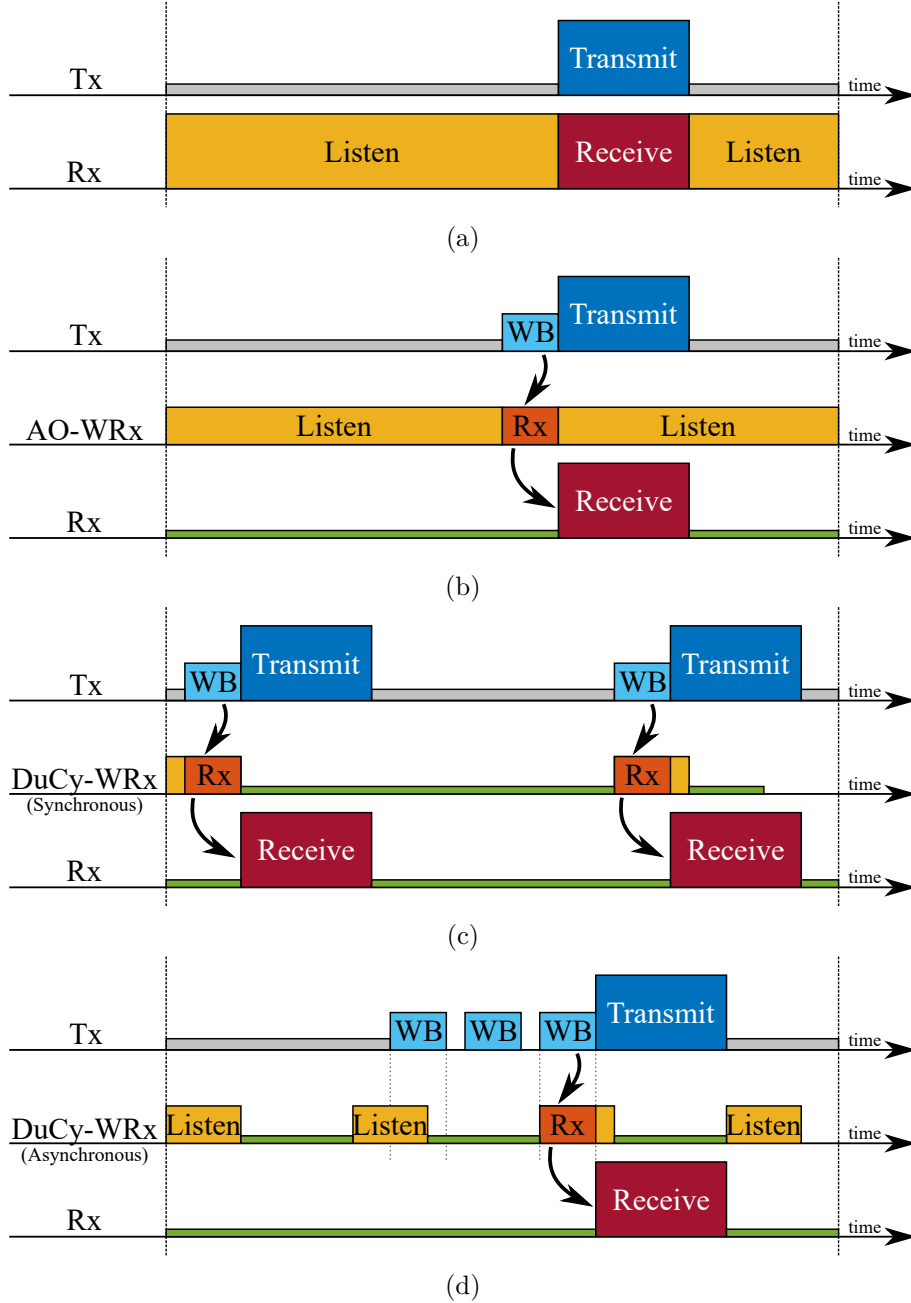 Transmit
Tx
time
Listen
Receive
Listen
Rx
time
(a)
Transmit
WB
Tx
time
AO-WRx
Listen
Rx
Listen
time
Receive
Rx
time
(b)
WB
Transmit
WB
Transmit
Tx
time
DuCy-WRx
(Synchronous)
Rx
Rx
time
Receive
Receive
Rx
time
(c)
Transmit
WB
WB
WB
Tx
time
DuCy-WRx
(Asynchronous)
Listen
Listen
Rx
Listen
time
Receive
Rx
time
(d)